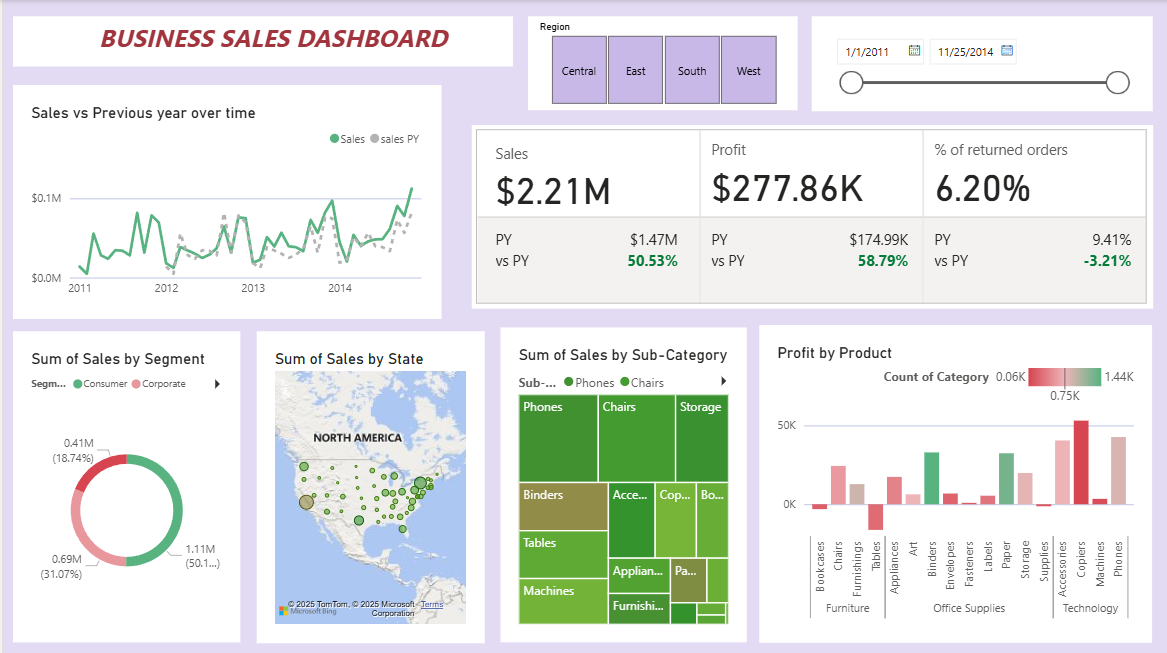 BUSINESS SALES DASHBOARD
Region
Central
East
South
West
1/1/2011
11/25/2014
Sales vs Previous year over time
Sales
sales PY
$0.1M
$0.0M
2011
2012
2013
2014
Sales
$2.21M
PY
$1.47M
vs PY
50.53%
Profit
$277.86K
PY
$174.99K
vs PY
58.79%
% of returned orders
6.20%
PY
9.41%
vs PY
-3.21%
Sum of Sales by Segment
Segm...
Consumer
Corporate
0.41M
(18.74%)
0.69M
(31.07%)
1.11M
(50.1...)
Sum of Sales by State
NORTH AMERICA
© 2025 TomTom, © 2025 Microsoft
Corporation
Terms
Microsoft Bing
Sum of Sales by Sub-Category
Sub-...
Phones
Chairs
Phones
Chairs
Storage
Binders
Acce...
Cop...
Bo...
Tables
Applian...
Pa...
Machines
Furnishi...
Profit by Product
Count of Category
0.06K
1.44K
0.75K
50K
0K
Bookcases
Chairs
Furnishings
Tables
Appliances
Art
Binders
Envelopes
Fasteners
Labels
Paper
Storage
Supplies
Accessories
Copiers
Machines
Phones
Furniture
Office Supplies
Technology